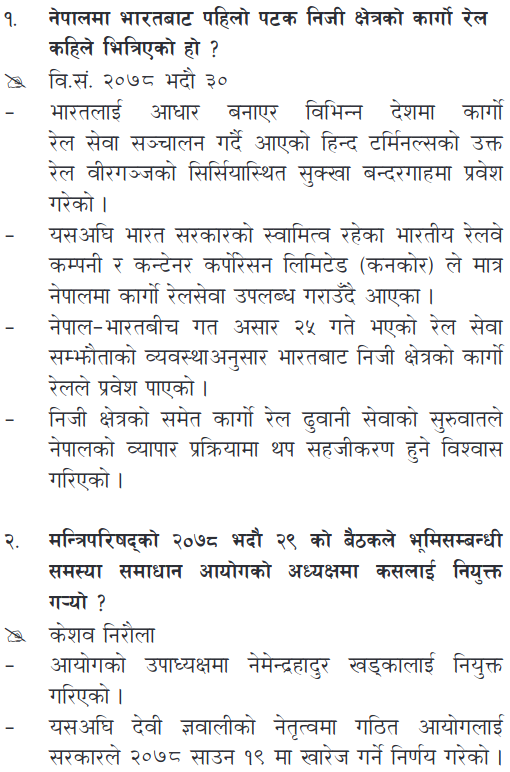 १. नेपालमा भारतबाट पहिलो पटक निजी क्षेत्रको कार्गो रेल
कहिले भित्रिएको हो ?
वि.सं. २०७८ भदौ ३०
– भारतलाई आधार बनाएर विभिन्न देशमा कार्गो
रेल सेवा सञ्चालन गर्दै आएको हिन्द टर्मिनल्सको उक्त
रेल वीरगञ्जको सिर्सियास्थित सुक्खा बन्दरगाहमा प्रवेश
गरेको ।
– यसअघि भारत सरकारको स्वामित्व रहेका भारतीय रेलवे
कम्पनी र कन्टेनर कर्पोरेसन लिमिटेड (कनकोर) ले मात्र
नेपालमा कार्गो रेलसेवा उपलब्ध गराउँदै आएका ।
– नेपाल–भारतबीच गत असार २५ गते भएको रेल सेवा
सम्झौताको व्यवस्थाअनुसार भारतबाट निजी क्षेत्रको कार्गो
रेलले प्रवेश पाएको ।
– निजी क्षेत्रको समेत कार्गो रेल ढुवानी सेवाको सुरुवातले
नेपालको व्यापार प्रक्रियामा थप सहजीकरण हुने विश्वास
गरिएको ।
२. मन्त्रिपरिषद्को २०७८ भदौ २९ को बैठकले भूमिसम्बन्धी
समस्या समाधान आयोगको अध्यक्षमा कसलाई नियुक्त
गर्‍यो ?
केशव निरौला
– आयोगको उपाध्यक्षमा नेमेन्द्रहादुर खड्कालाई नियुक्त
गरिएको ।
– यसअघि देवी ज्ञवालीको नेतृत्वमा गठित आयोगलाई
सरकारले २०७८ साउन १९ मा खारेज गर्ने निर्णय गरेको ।